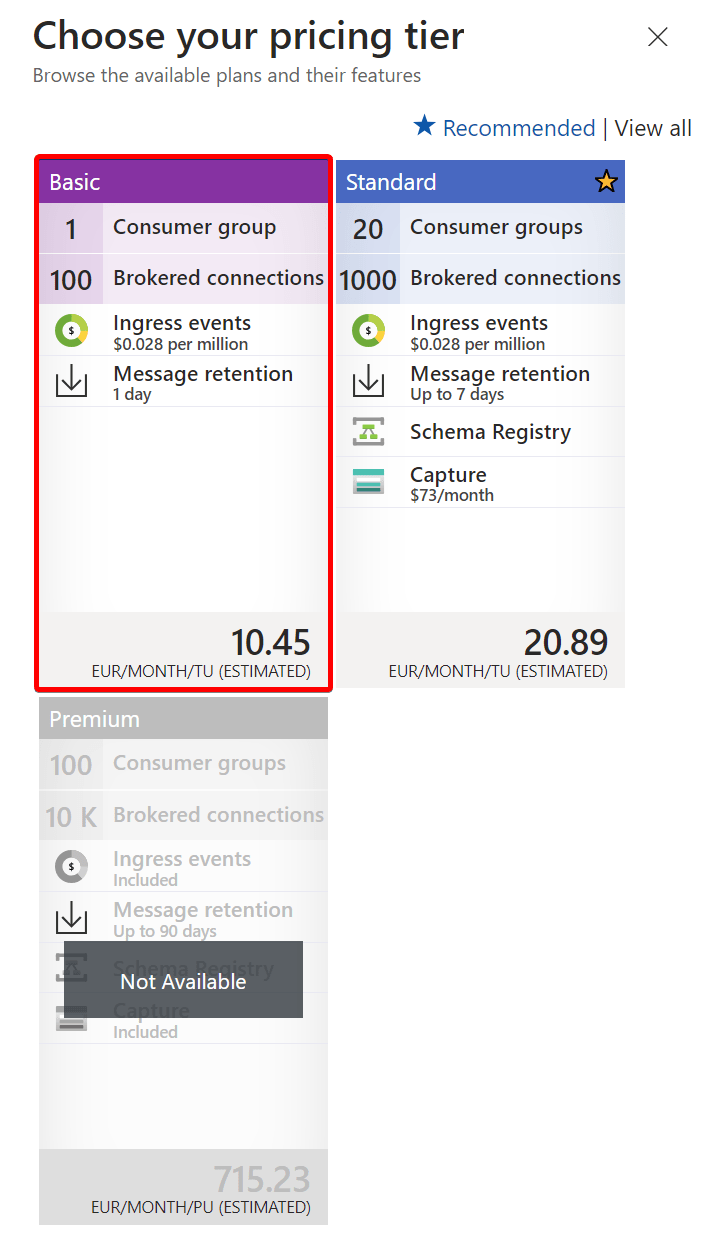 Choose your pricing tier
Browse the available plans and their features
Recommended | View all
Basic
1 Consumer group
100 Brokered connections
$ Ingress events
$0.028 per million
Message retention
1 day
10.45
EUR/MONTH/TU (ESTIMATED)
Standard
20 Consumer groups
1000 Brokered connections
$ Ingress events
$0.028 per million
Message retention
Up to 7 days
Schema Registry
Capture
$73/month
20.89
EUR/MONTH/TU (ESTIMATED)
Premium
100 Consumer groups
10 K Brokered connections
$ Ingress events
Included
Message retention
Up to 90 days
Schema Registry
Not Available
Capture
Included
715.23
EUR/MONTH/PU (ESTIMATED)